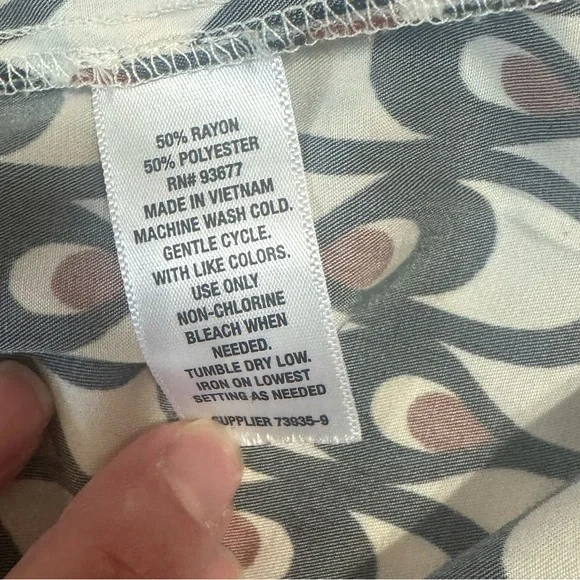 50% RAYON
50% POLYESTER
RN# 93677
MADE IN VIETNAM
MACHINE WASH COLD.
GENTLE CYCLE.
WITH LIKE COLORS.
USE ONLY
NON-CHLORINE
BLEACH WHEN
NEEDED.
TUMBLE DRY LOW.
IRON ON LOWEST
SETTING AS NEEDED
SUPPLIER 73935-9